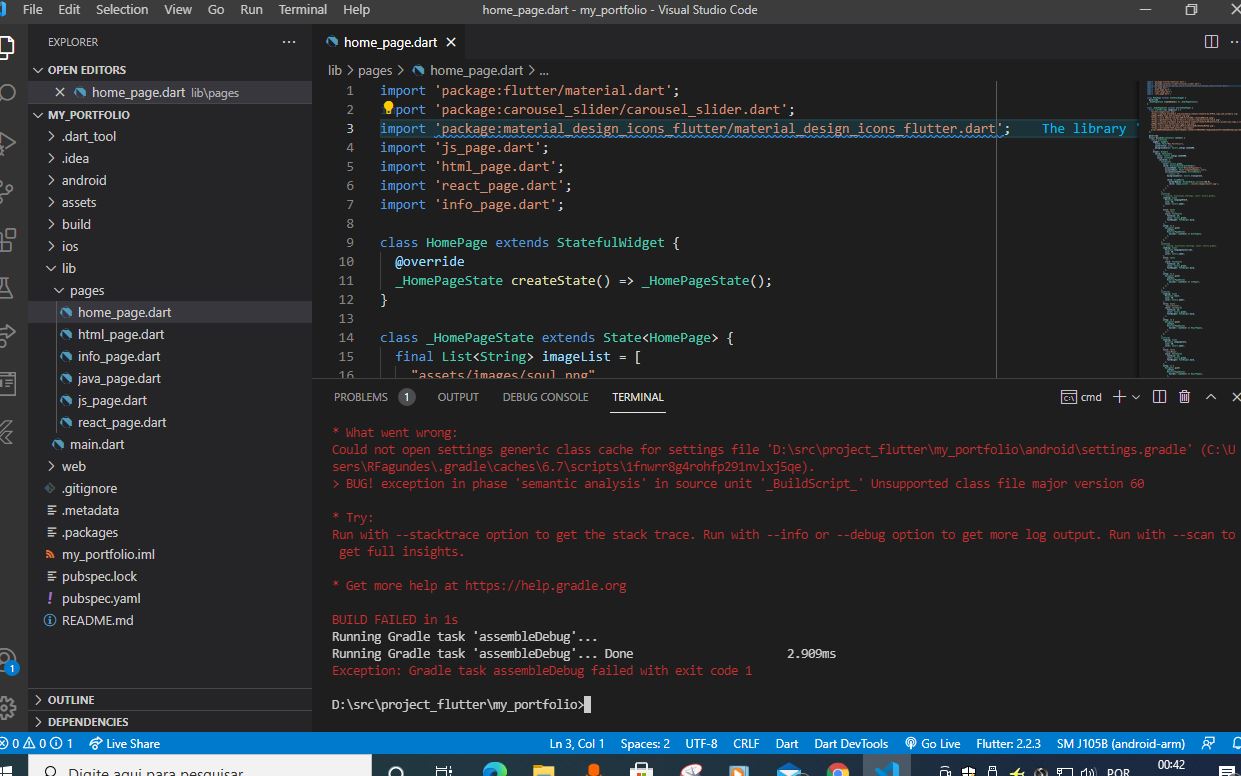 File Edit Selection View Go Run Terminal Help home_page.dart - my_portfolio - Visual Studio Code
EXPLORER
OPEN EDITORS
home_page.dart lib\pages
MY_PORTFOLIO
.dart_tool
.idea
android
assets
build
ios
lib
pages
home_page.dart
html_page.dart
info_page.dart
java_page.dart
js_page.dart
react_page.dart
main.dart
web
.gitignore
.metadata
.packages
my_portfolio.iml
pubspec.lock
pubspec.yaml
README.md
OUTLINE
DEPENDENCIES
home_page.dart
lib > pages > home_page.dart > ...
1 import 'package:flutter/material.dart';
2 port 'package:carousel_slider/carousel_slider.dart';
3 import 'package:material_design_icons_flutter/material_design_icons_flutter.dart'; The library
4 import 'js_page.dart';
5 import 'html_page.dart';
6 import 'react_page.dart';
7 import 'info_page.dart';
8
9 class HomePage extends StatefulWidget {
10 @override
11 _HomePageState createState() => _HomePageState();
12 }
13
14 class _HomePageState extends State<HomePage> {
15 final List<String> imageList = [
16 "assets/images/soul.png"
PROBLEMS 1 OUTPUT DEBUG CONSOLE TERMINAL cmd
* What went wrong:
Could not open settings generic class cache for settings file 'D:\src\project_flutter\my_portfolio\android\settings.gradle' (C:\U
sers\RFagundes\.gradle\caches\6.7\scripts\1fnwrr8g4rohfp291nvlxj5qe).
> BUG! exception in phase 'semantic analysis' in source unit '_BuildScript_' Unsupported class file major version 60
* Try:
Run with --stacktrace option to get the stack trace. Run with --info or --debug option to get more log output. Run with --scan to
get full insights.
* Get more help at https://help.gradle.org
BUILD FAILED in 1s
Running Gradle task 'assembleDebug'...
Running Gradle task 'assembleDebug'... Done 2.909ms
Exception: Gradle task assembleDebug failed with exit code 1
D:\src\project_flutter\my_portfolio>
1
0 0 1 Live Share Ln 3, Col 1 Spaces: 2 UTF-8 CRLF Dart Dart DevTools Go Live Flutter: 2.2.3 SM J105B (android-arm)
Digite aqui para pesquisar POR 00:42